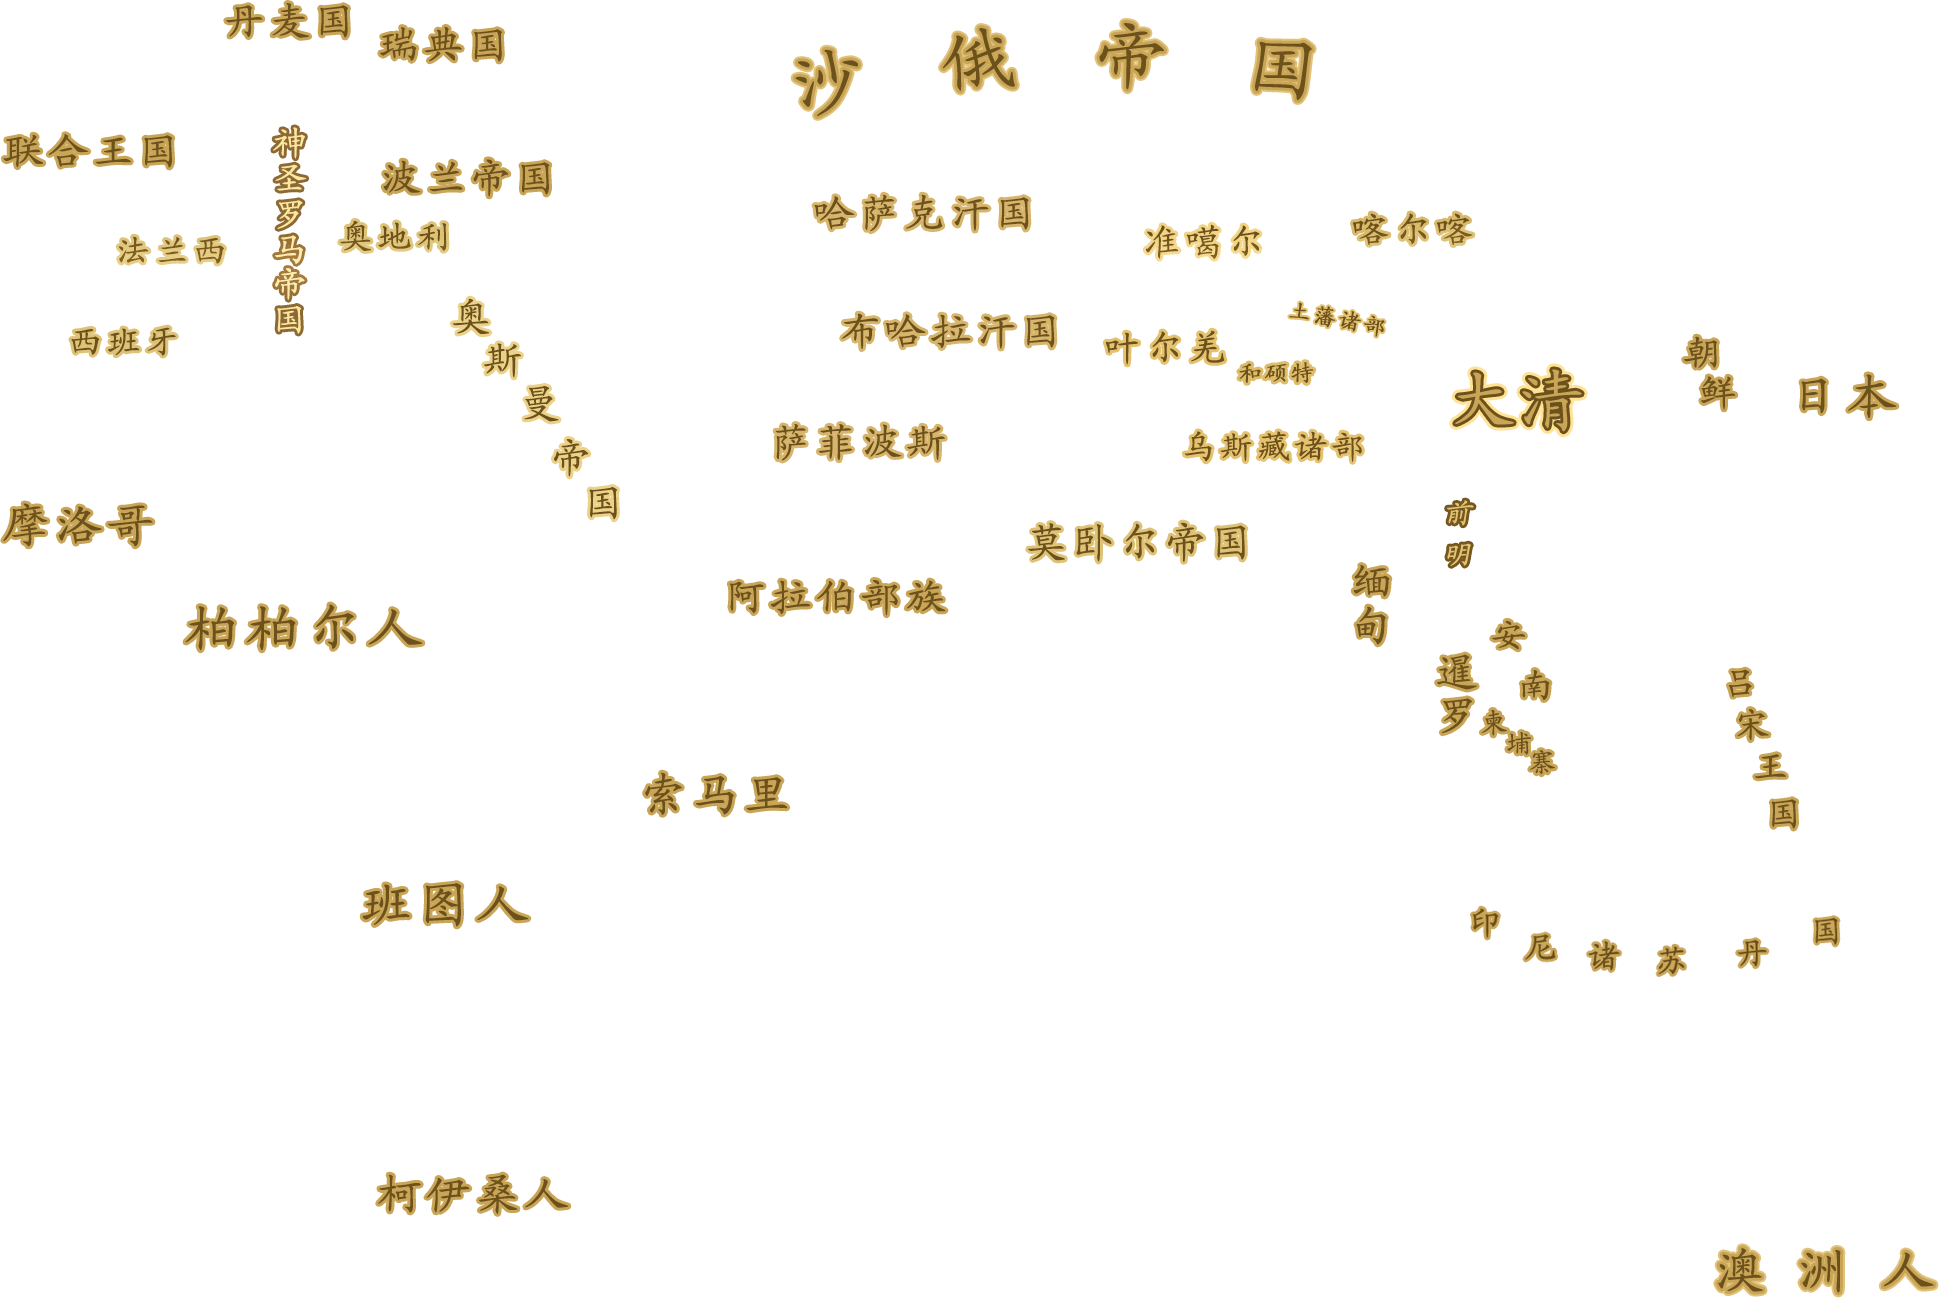 丹麦国
瑞典国
沙俄帝国
联合王国
神圣罗马帝国
波兰帝国
法兰西
奥地利
哈萨克汗国
准噶尔
喀尔喀
西班牙
奥斯曼帝国
布哈拉汗国
叶尔羌
土藩诸部
和硕特
大清
朝鲜
日本
萨菲波斯
乌斯藏诸部
摩洛哥
莫卧尔帝国
前明
阿拉伯部族
缅甸
柏柏尔人
安南
暹罗
柬埔寨
吕宋王国
索马里
班图人
印尼诸苏丹国
柯伊桑人
澳洲人